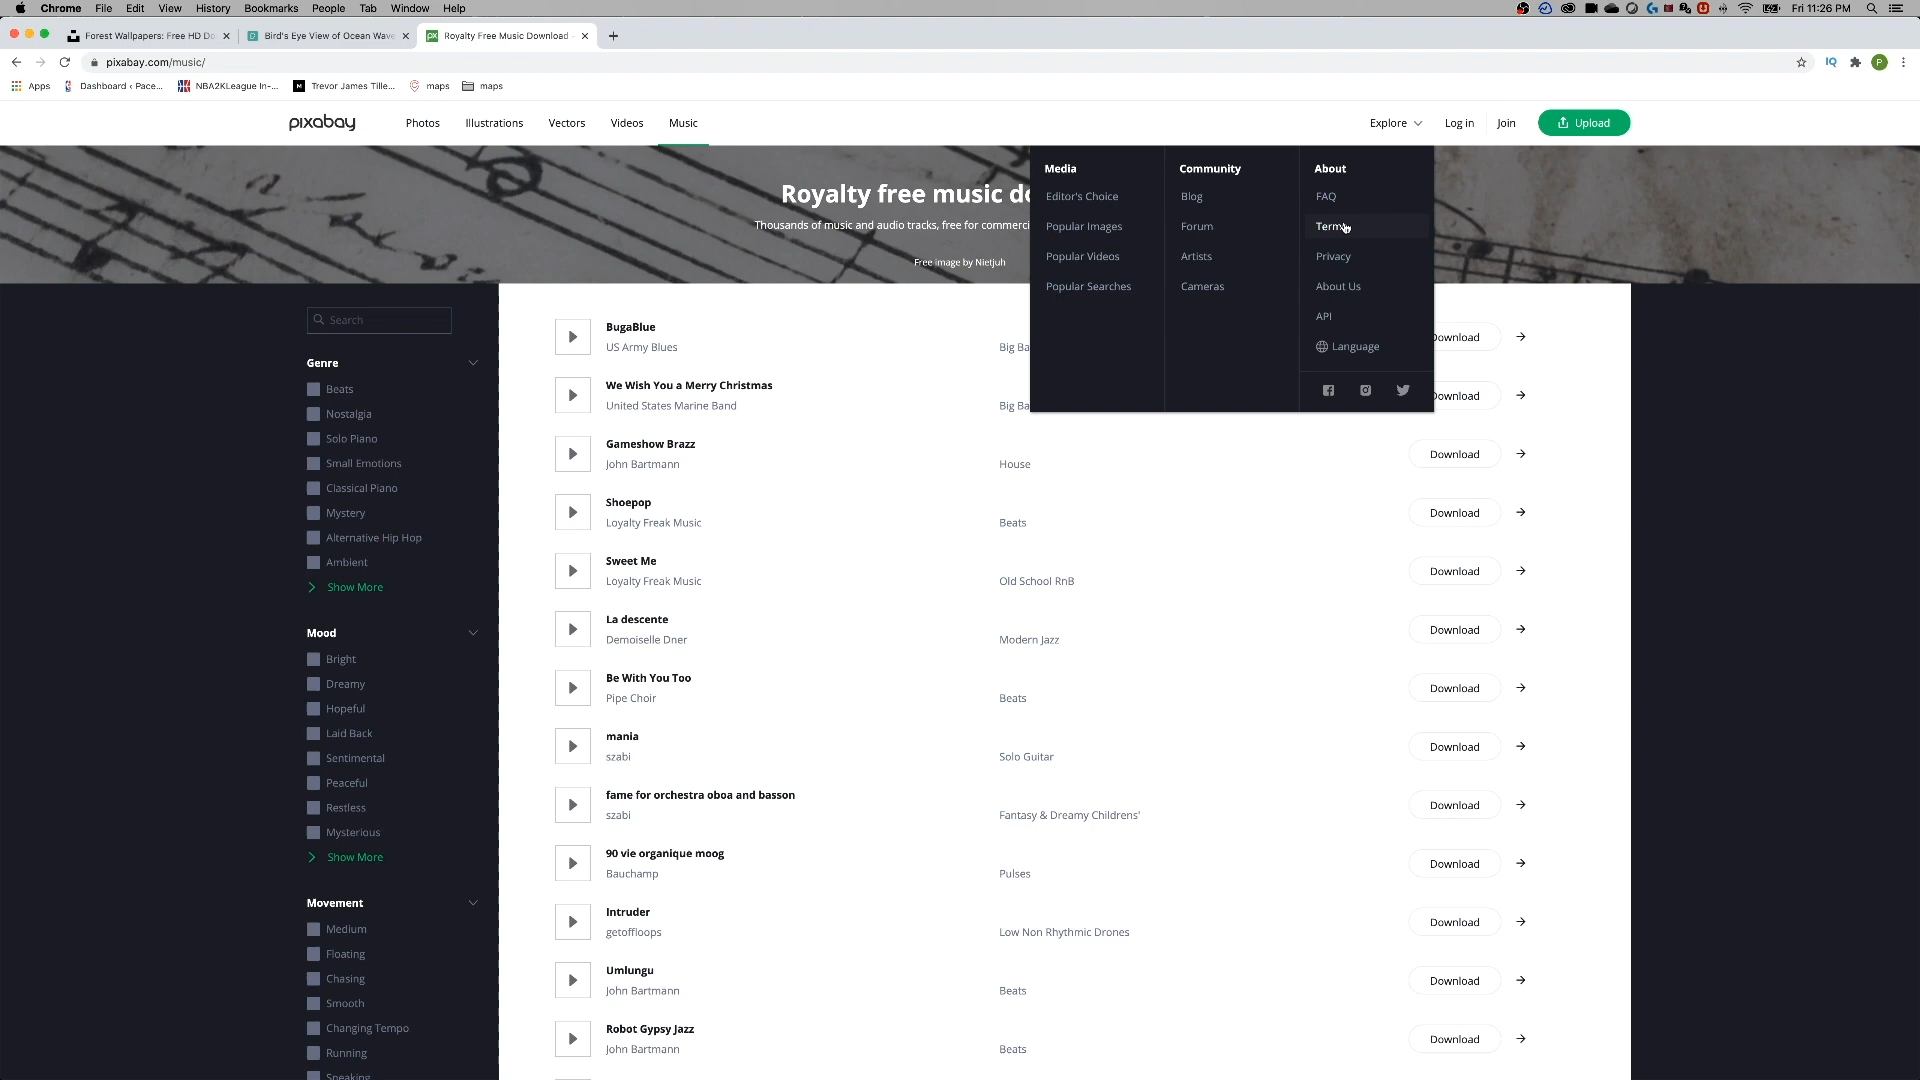 Chrome File Edit View History Bookmarks People Tab Window Help
Fri 11:26 PM
Forest Wallpapers: Free HD Do
Bird's Eye View of Ocean Wave
Royalty Free Music Download -
pixabay.com/music/
IQ
P
Apps
Dashboard ‹ Pace...
NBA2KLeague In-...
M
Trevor James Tille...
maps
maps
pixabay
Photos
Illustrations
Vectors
Videos
Music
Explore
Log in
Join
Upload
Royalty free music do
Thousands of music and audio tracks, free for commerci
Free image by Nietjuh
Media
Editor's Choice
Popular Images
Popular Videos
Popular Searches
Community
Blog
Forum
Artists
Cameras
About
FAQ
Terms
Privacy
About Us
API
Language
Search
Genre
Beats
Nostalgia
Solo Piano
Small Emotions
Classical Piano
Mystery
Alternative Hip Hop
Ambient
Show More
Mood
Bright
Dreamy
Hopeful
Laid Back
Sentimental
Peaceful
Restless
Mysterious
Show More
Movement
Medium
Floating
Chasing
Smooth
Changing Tempo
Running
Sneaking
BugaBlue
US Army Blues
Big Ba
Download
We Wish You a Merry Christmas
United States Marine Band
Big Ba
Download
Gameshow Brazz
John Bartmann
House
Download
Shoepop
Loyalty Freak Music
Beats
Download
Sweet Me
Loyalty Freak Music
Old School RnB
Download
La descente
Demoiselle Dner
Modern Jazz
Download
Be With You Too
Pipe Choir
Beats
Download
mania
szabi
Solo Guitar
Download
fame for orchestra oboa and basson
szabi
Fantasy & Dreamy Childrens'
Download
90 vie organique moog
Bauchamp
Pulses
Download
Intruder
getoffloops
Low Non Rhythmic Drones
Download
Umlungu
John Bartmann
Beats
Download
Robot Gypsy Jazz
John Bartmann
Beats
Download